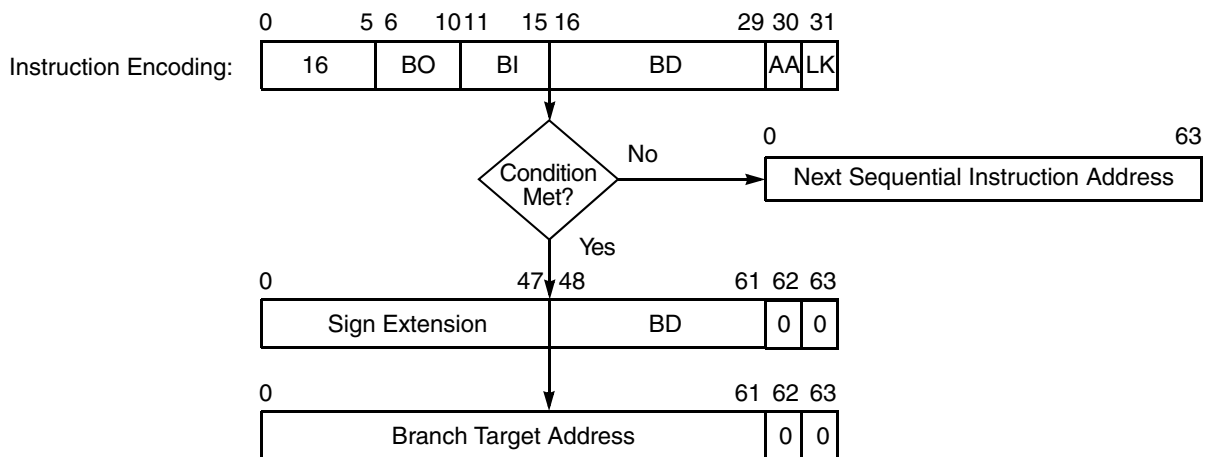 0 5 6 10 11 15 16 29 30 31
Instruction Encoding: 16 BO BI BD AA LK
0 63
No
Condition
Met?
Next Sequential Instruction Address
Yes
0 47 48 61 62 63
Sign Extension BD 0 0
0 61 62 63
Branch Target Address 0 0